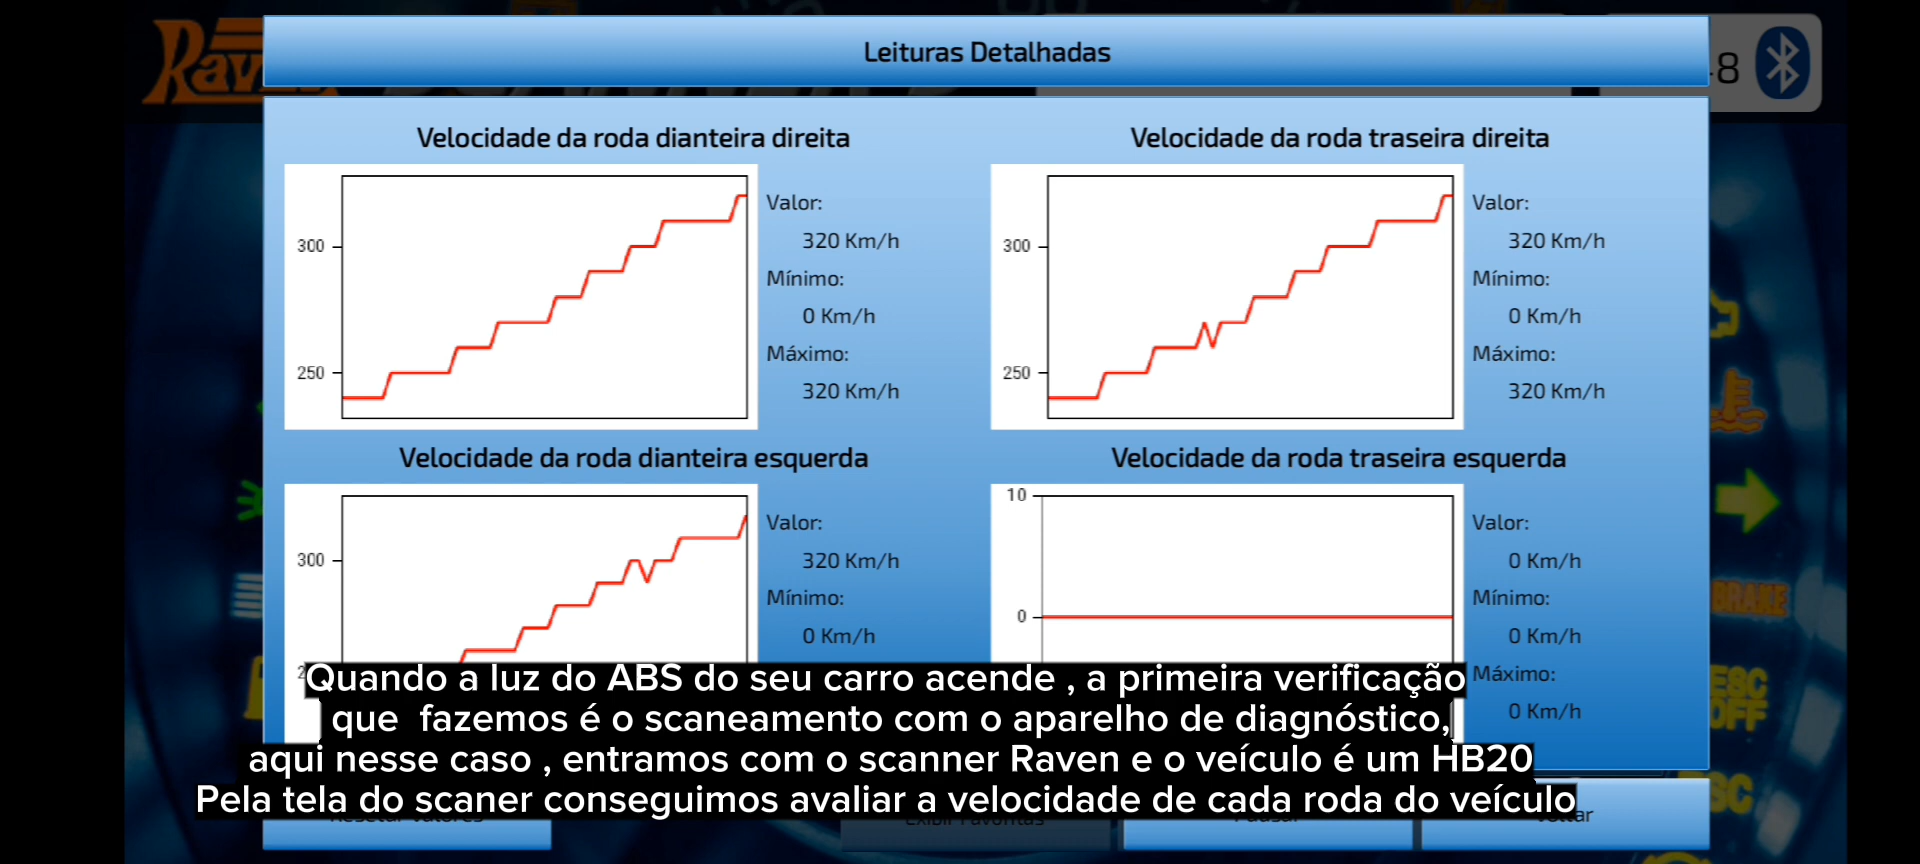 Leituras Detalhadas
8
Velocidade da roda dianteira direita
300
250
Valor:
320 Km/h
Mínimo:
0 Km/h
Máximo:
320 Km/h
Velocidade da roda traseira direita
300
250
Valor:
320 Km/h
Mínimo:
0 Km/h
Máximo:
320 Km/h
Velocidade da roda dianteira esquerda
300
Valor:
320 Km/h
Mínimo:
0 Km/h
Velocidade da roda traseira esquerda
10
0
Valor:
0 Km/h
Mínimo:
0 Km/h
Máximo:
0 Km/h
BRAKE
ESC
OFF
Quando a luz do ABS do seu carro acende , a primeira verificação
que  fazemos é o scaneamento com o aparelho de diagnóstico,
aqui nesse caso , entramos com o scanner Raven e o veículo é um HB20
Pela tela do scaner conseguimos avaliar a velocidade de cada roda do veículo